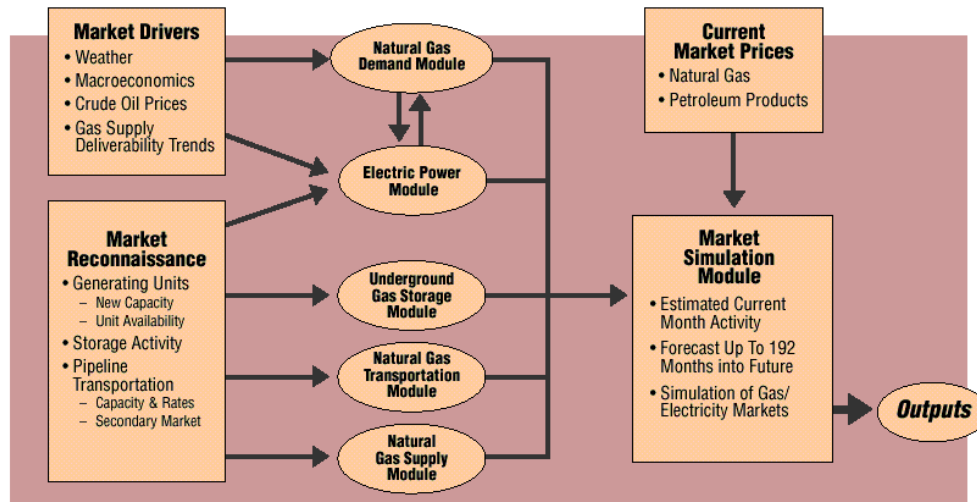 Market Drivers
• Weather
• Macroeconomics
• Crude Oil Prices
• Gas Supply
Deliverability Trends
Market
Reconnaissance
• Generating Units
– New Capacity
– Unit Availability
• Storage Activity
• Pipeline
Transportation
– Capacity & Rates
– Secondary Market
Natural Gas
Demand Module
Electric Power
Module
Underground
Gas Storage
Module
Natural Gas
Transportation
Module
Natural
Gas Supply
Module
Current
Market Prices
• Natural Gas
• Petroleum Products
Market
Simulation
Module
• Estimated Current
Month Activity
• Forecast Up To 192
Months into Future
• Simulation of Gas/
Electricity Markets
Outputs